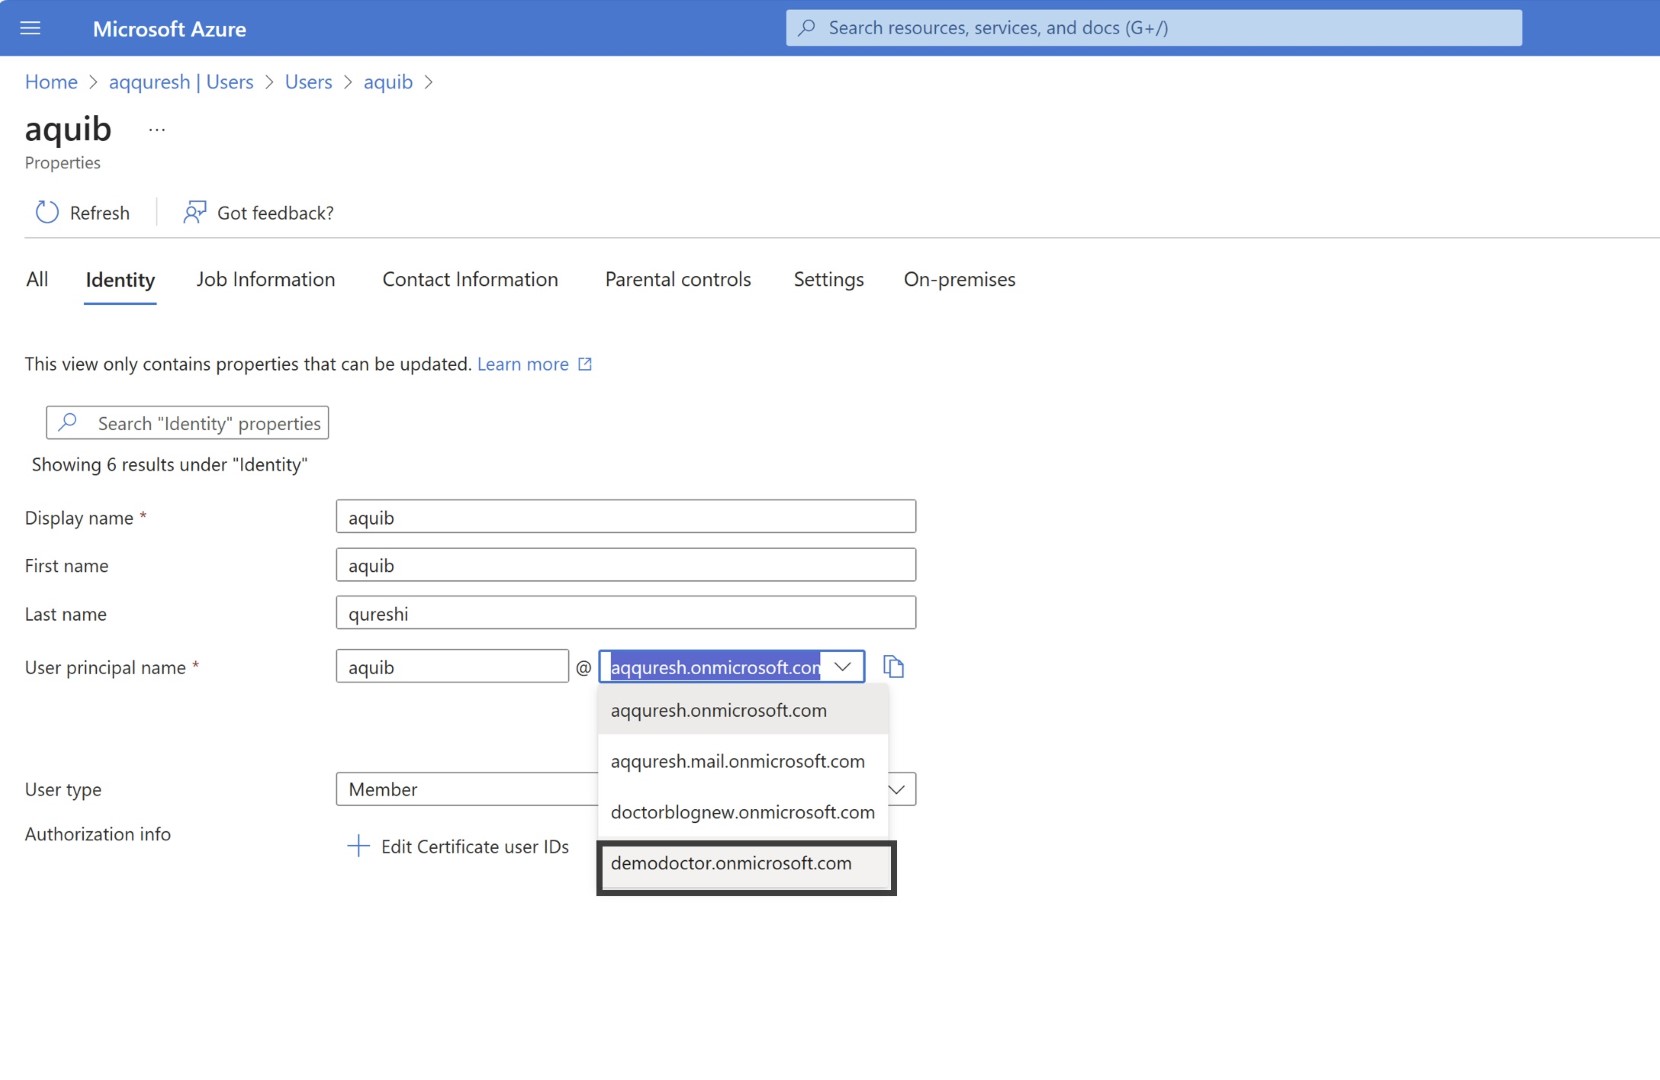 Microsoft Azure
Search resources, services, and docs (G+/)
Home > aqquresh | Users > Users > aquib >
aquib ...
Properties
Refresh
Got feedback?
All
Identity
Job Information
Contact Information
Parental controls
Settings
On-premises
This view only contains properties that can be updated. Learn more
Search "Identity" properties
Showing 6 results under "Identity"
Display name *
aquib
First name
aquib
Last name
qureshi
User principal name *
aquib
@
aqquresh.onmicrosoft.com
aqquresh.onmicrosoft.com
aqquresh.mail.onmicrosoft.com
doctorblognew.onmicrosoft.com
demodoctor.onmicrosoft.com
User type
Member
Authorization info
Edit Certificate user IDs